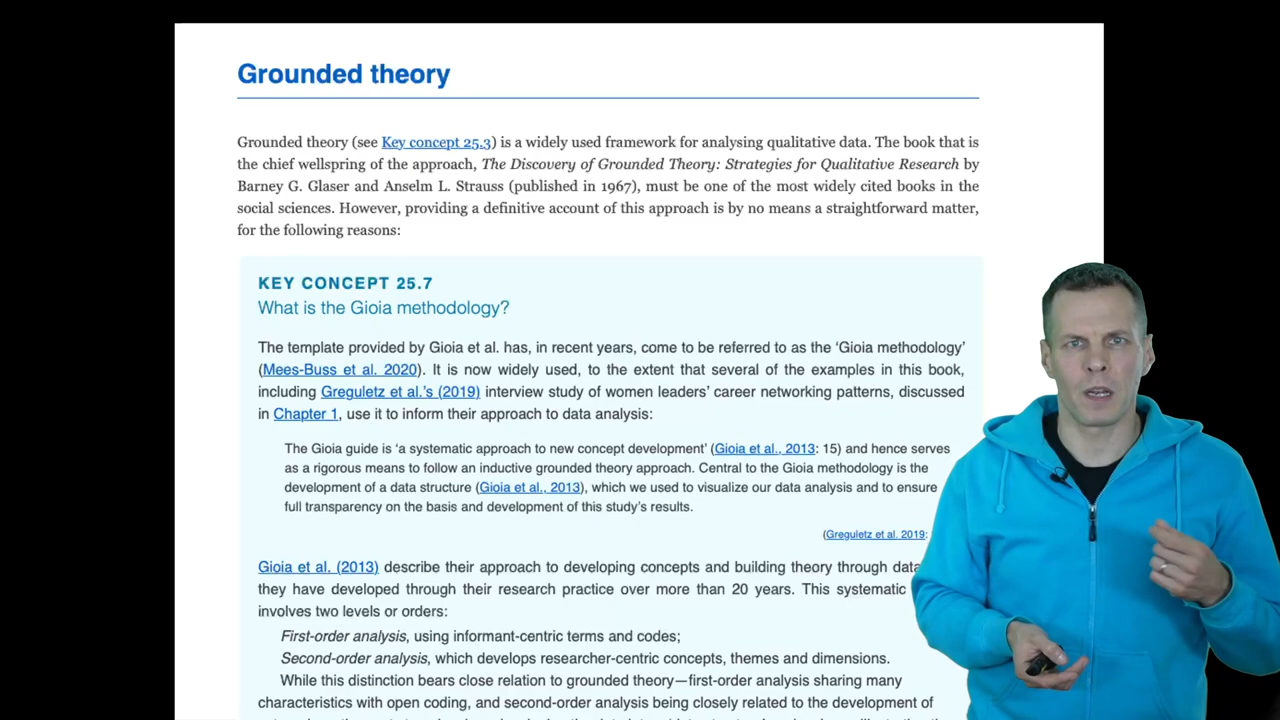 Grounded theory
Grounded theory (see Key concept 25.3) is a widely used framework for analysing qualitative data. The book that is
the chief wellspring of the approach, The Discovery of Grounded Theory: Strategies for Qualitative Research by
Barney G. Glaser and Anselm L. Strauss (published in 1967), must be one of the most widely cited books in the
social sciences. However, providing a definitive account of this approach is by no means a straightforward matter,
for the following reasons:
KEY CONCEPT 25.7
What is the Gioia methodology?
The template provided by Gioia et al. has, in recent years, come to be referred to as the ‘Gioia methodology’
(Mees-Buss et al. 2020). It is now widely used, to the extent that several of the examples in this book,
including Greguletz et al.’s (2019) interview study of women leaders’ career networking patterns, discussed
in Chapter 1, use it to inform their approach to data analysis:
The Gioia guide is ‘a systematic approach to new concept development’ (Gioia et al., 2013: 15) and hence serves
as a rigorous means to follow an inductive grounded theory approach. Central to the Gioia methodology is the
development of a data structure (Gioia et al., 2013), which we used to visualize our data analysis and to ensure
full transparency on the basis and development of this study’s results.
(Greguletz et al. 2019:
Gioia et al. (2013) describe their approach to developing concepts and building theory through data
they have developed through their research practice over more than 20 years. This systematic
involves two levels or orders:
First-order analysis, using informant-centric terms and codes;
Second-order analysis, which develops researcher-centric concepts, themes and dimensions.
While this distinction bears close relation to grounded theory—first-order analysis sharing many
characteristics with open coding, and second-order analysis being closely related to the development of